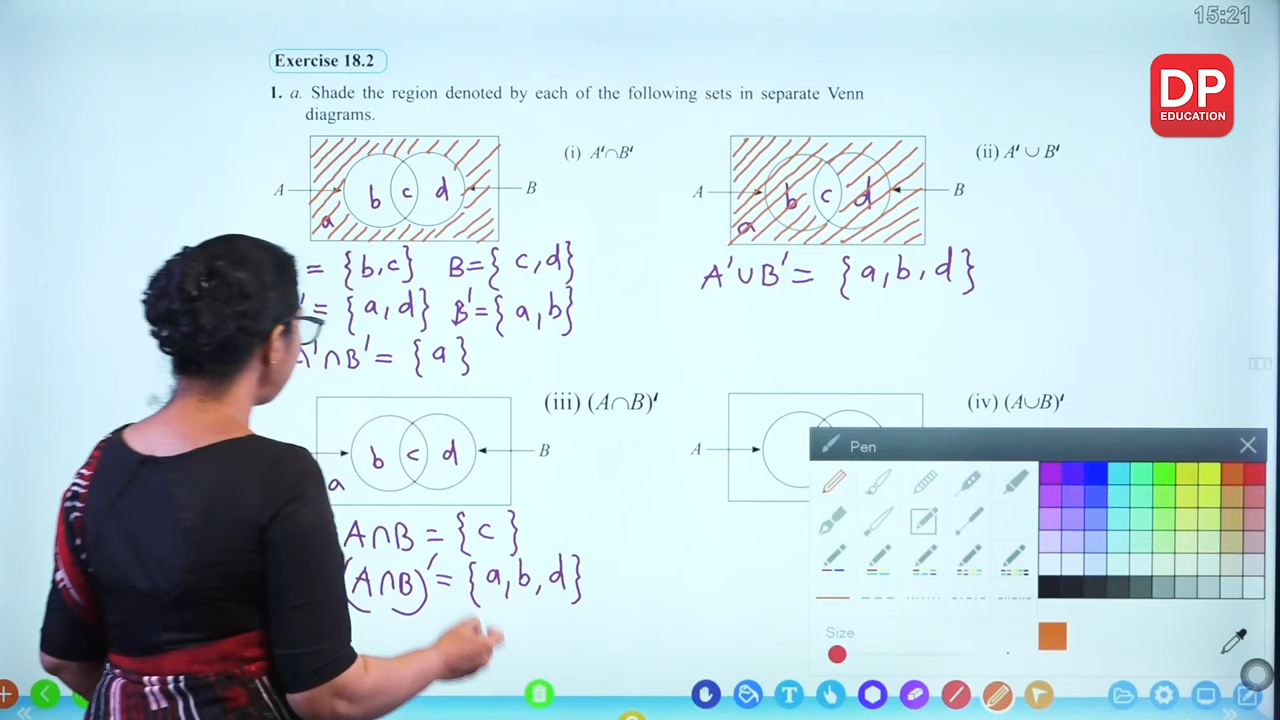 15:21
DP
EDUCATION
Exercise 18.2
1. a. Shade the region denoted by each of the following sets in separate Venn
diagrams.
(i) A′∩B′
A
b c d
a
B
= {b,c} B={ c,d}
′= {a,d} B′={ a,b}
A′∩B′= {a}
(ii) A′ ∪ B′
A
b c d
a
B
A′∪B′= {a,b,d}
(iii) (A∩B)′
b c d
a
B
A∩B = {c}
(A∩B)′= {a,b,d}
(iv) (A∪B)′
A
Pen
Size
T